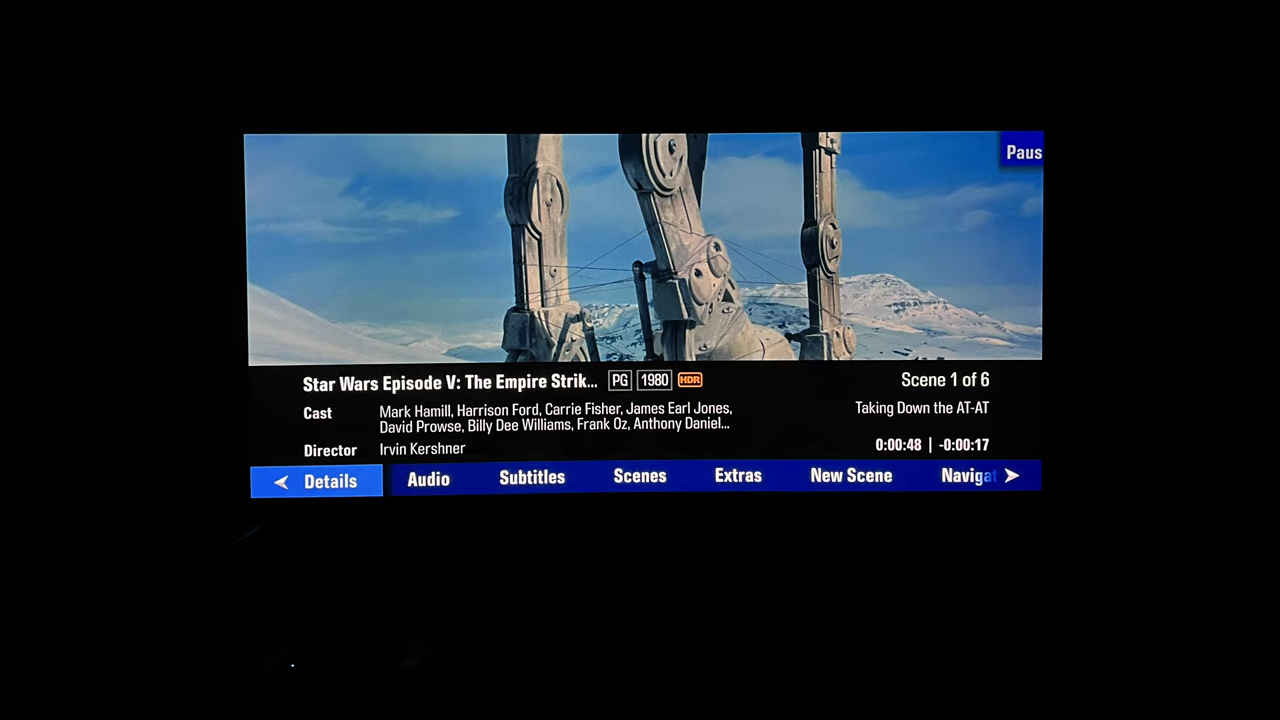 Paus
Star Wars Episode V: The Empire Strik... PG 1980 HDR
Scene 1 of 6
Cast Mark Hamill, Harrison Ford, Carrie Fisher, James Earl Jones,
David Prowse, Billy Dee Williams, Frank Oz, Anthony Daniel...
Taking Down the AT-AT
Director Irvin Kershner
0:00:48 | -0:00:17
Details Audio Subtitles Scenes Extras New Scene Navigat